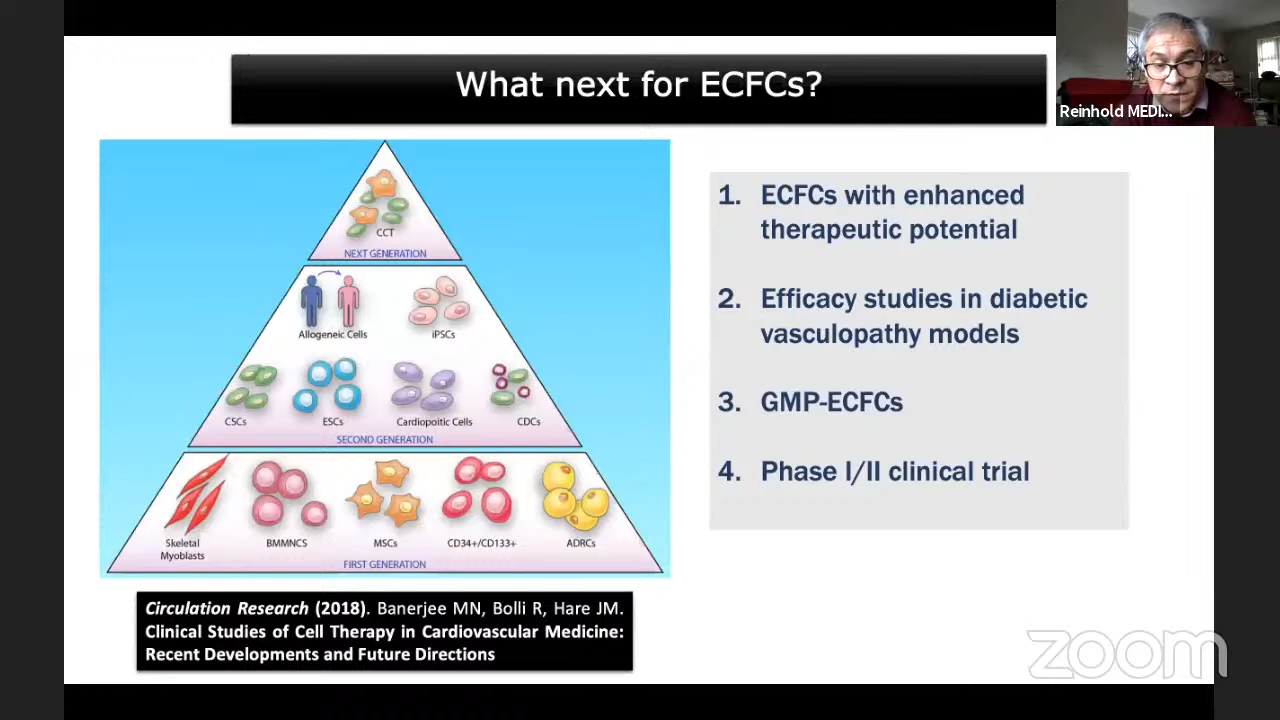 What next for ECFCs?
Reinhold MEDI...
CCT
NEXT GENERATION
Allogeneic Cells
iPSCs
CSCs
ESCs
Cardiopoitic Cells
CDCs
SECOND GENERATION
Skeletal
Myoblasts
BMMNCS
MSCs
CD34+/CD133+
ADRCs
FIRST GENERATION
1. ECFCs with enhanced
therapeutic potential
2. Efficacy studies in diabetic
vasculopathy models
3. GMP-ECFCs
4. Phase I/II clinical trial
Circulation Research (2018). Banerjee MN, Bolli R, Hare JM.
Clinical Studies of Cell Therapy in Cardiovascular Medicine:
Recent Developments and Future Directions
zoom